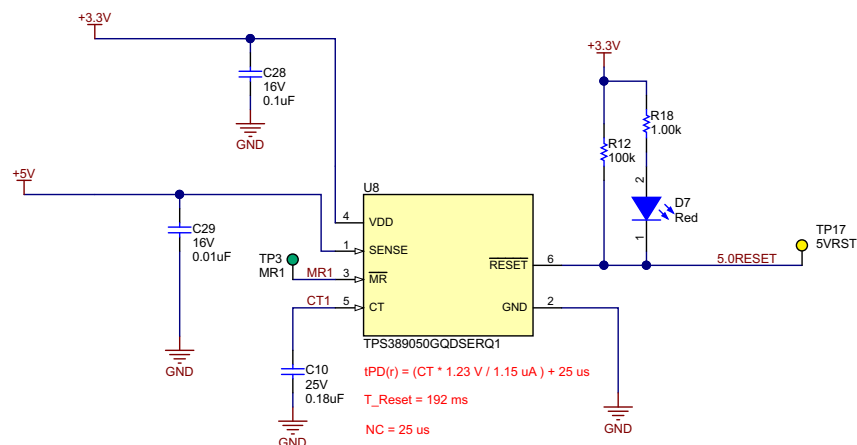 +3.3V
C28
16V
0.1uF
GND
+5V
C29
16V
0.01uF
GND
TP3
MR1
MR1
CT1
C10
25V
0.18uF
GND
U8
4
VDD
1
SENSE
3
MR
5
CT
RESET
6
GND
2
TPS389050GQDSERQ1
tPD(r) = (CT * 1.23 V / 1.15 uA ) + 25 us
T_Reset = 192 ms
NC = 25 us
+3.3V
R12
100k
R18
1.00k
2
D7
Red
1
5.0RESET
TP17
5VRST
GND